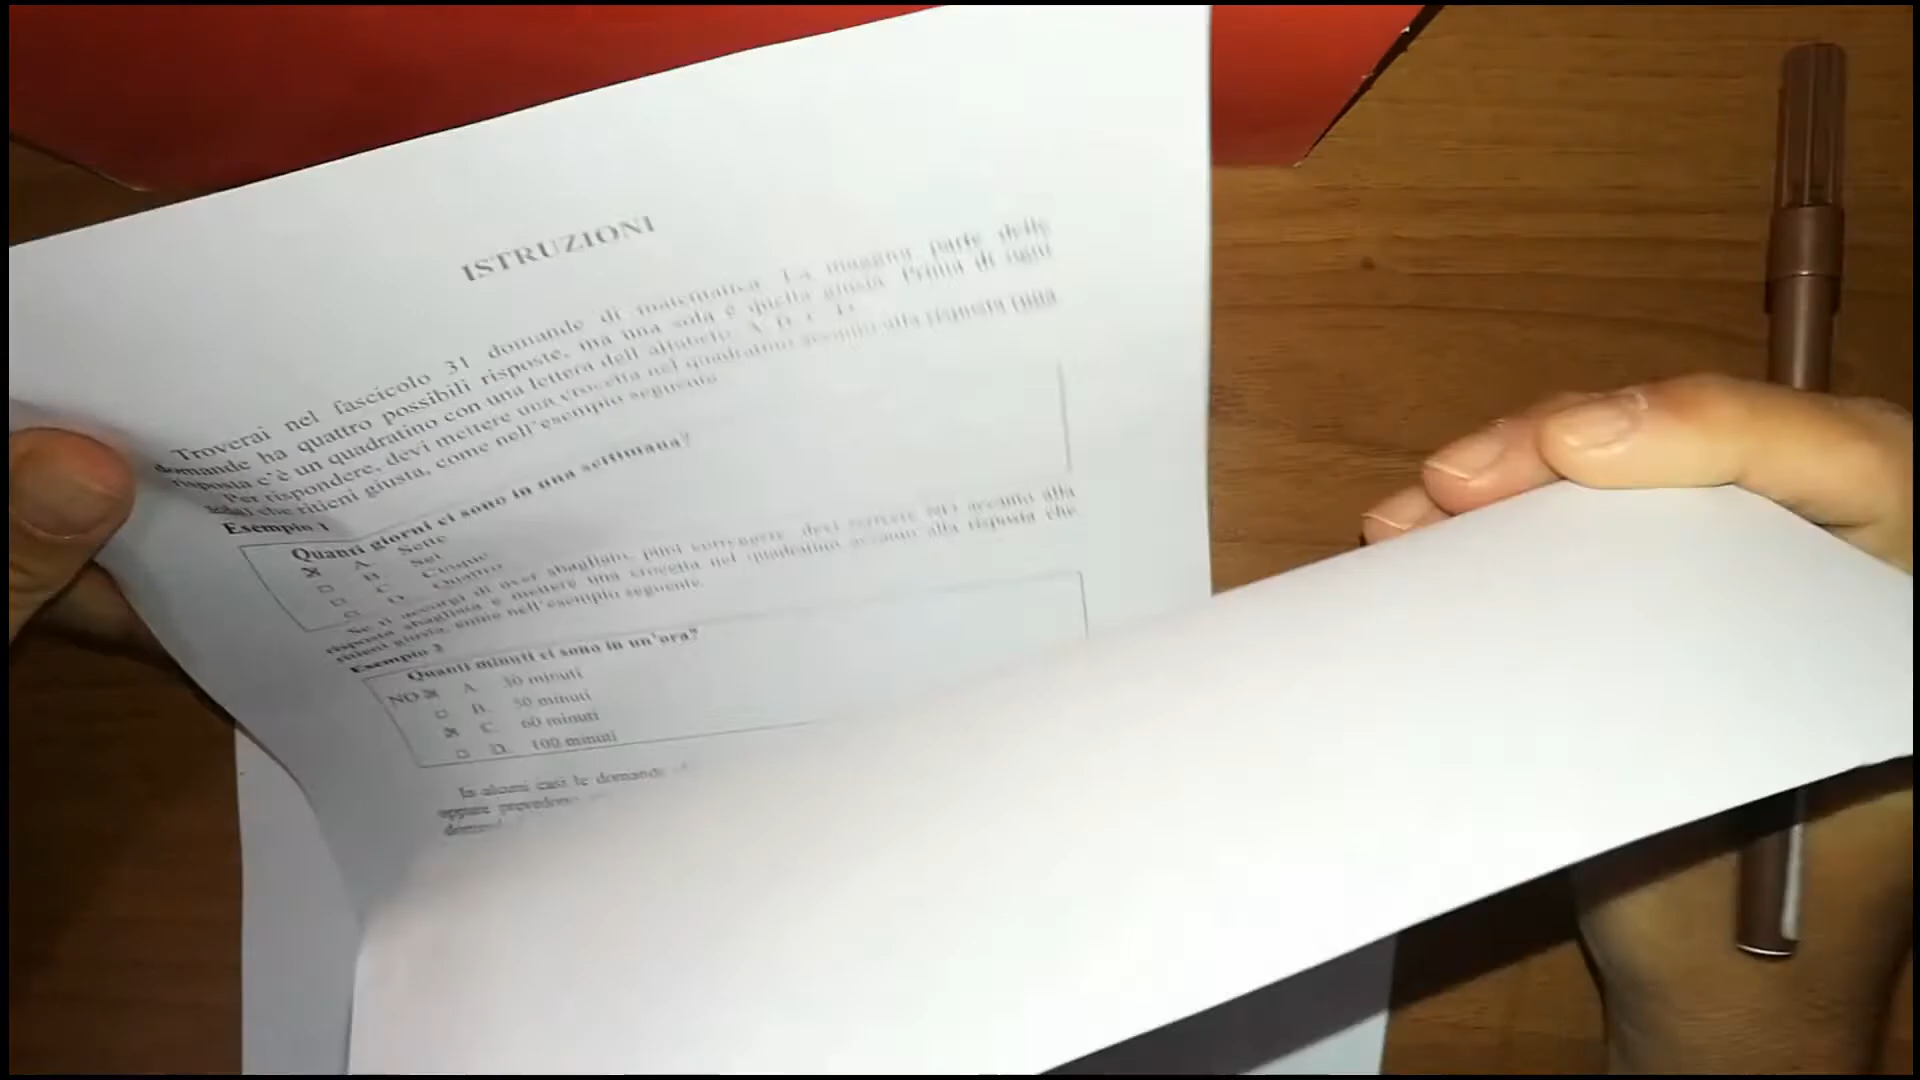 ISTRUZIONI
Troverai nel fascicolo 31 domande di matematica. La maggior parte delle
domande ha quattro possibili risposte, ma una sola è quella giusta. Prima di ogni
risposta c'è un quadratino con una lettera dell'alfabeto: A, B, C, D.
Per rispondere, devi mettere una crocetta nel quadratino accanto alla risposta (una
sola) che ritieni giusta, come nell'esempio seguente.
Esempio 1
Quanti giorni ci sono in una settimana?
A. Sette
B. Sei
C. Cinque
D. Quattro
Se ti accorgi di aver sbagliato, puoi correggere; devi scrivere NO accanto alla
risposta sbagliata e mettere una crocetta nel quadratino accanto alla risposta che
ritieni giusta, come nell'esempio seguente.
Esempio 2
Quanti minuti ci sono in un'ora?
NO A. 30 minuti
B. 50 minuti
C. 60 minuti
D. 100 minuti
In alcuni casi le domande
oppure prevedono